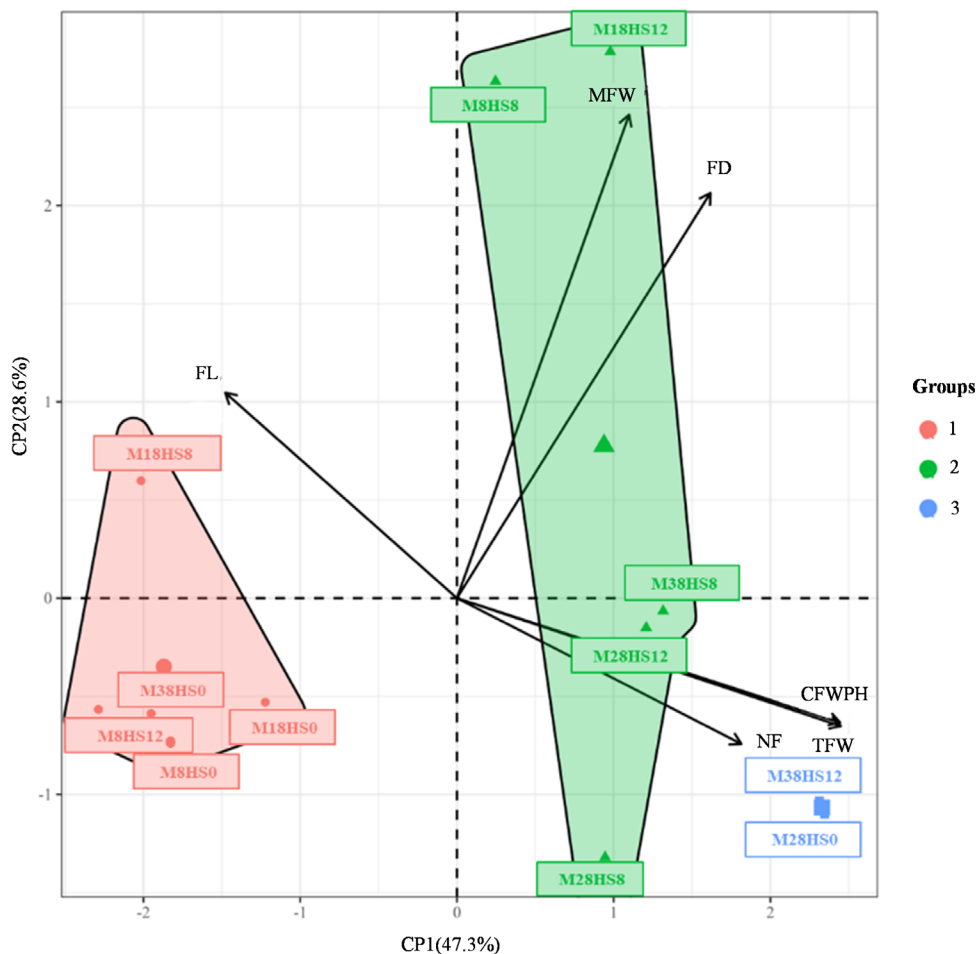 M18HS12
M8HS8
MFW
FD
2
FL
Groups
1
1
M18HS8
2
3
CP2(28.6%)
M38HS8
0
M28HS12
M38HS0
M18HS0
M8HS12
M8HS0
CFWPH
NF
TFW
M38HS12
-1
M28HS0
M28HS8
-2
-1
0
1
2
CP1(47.3%)